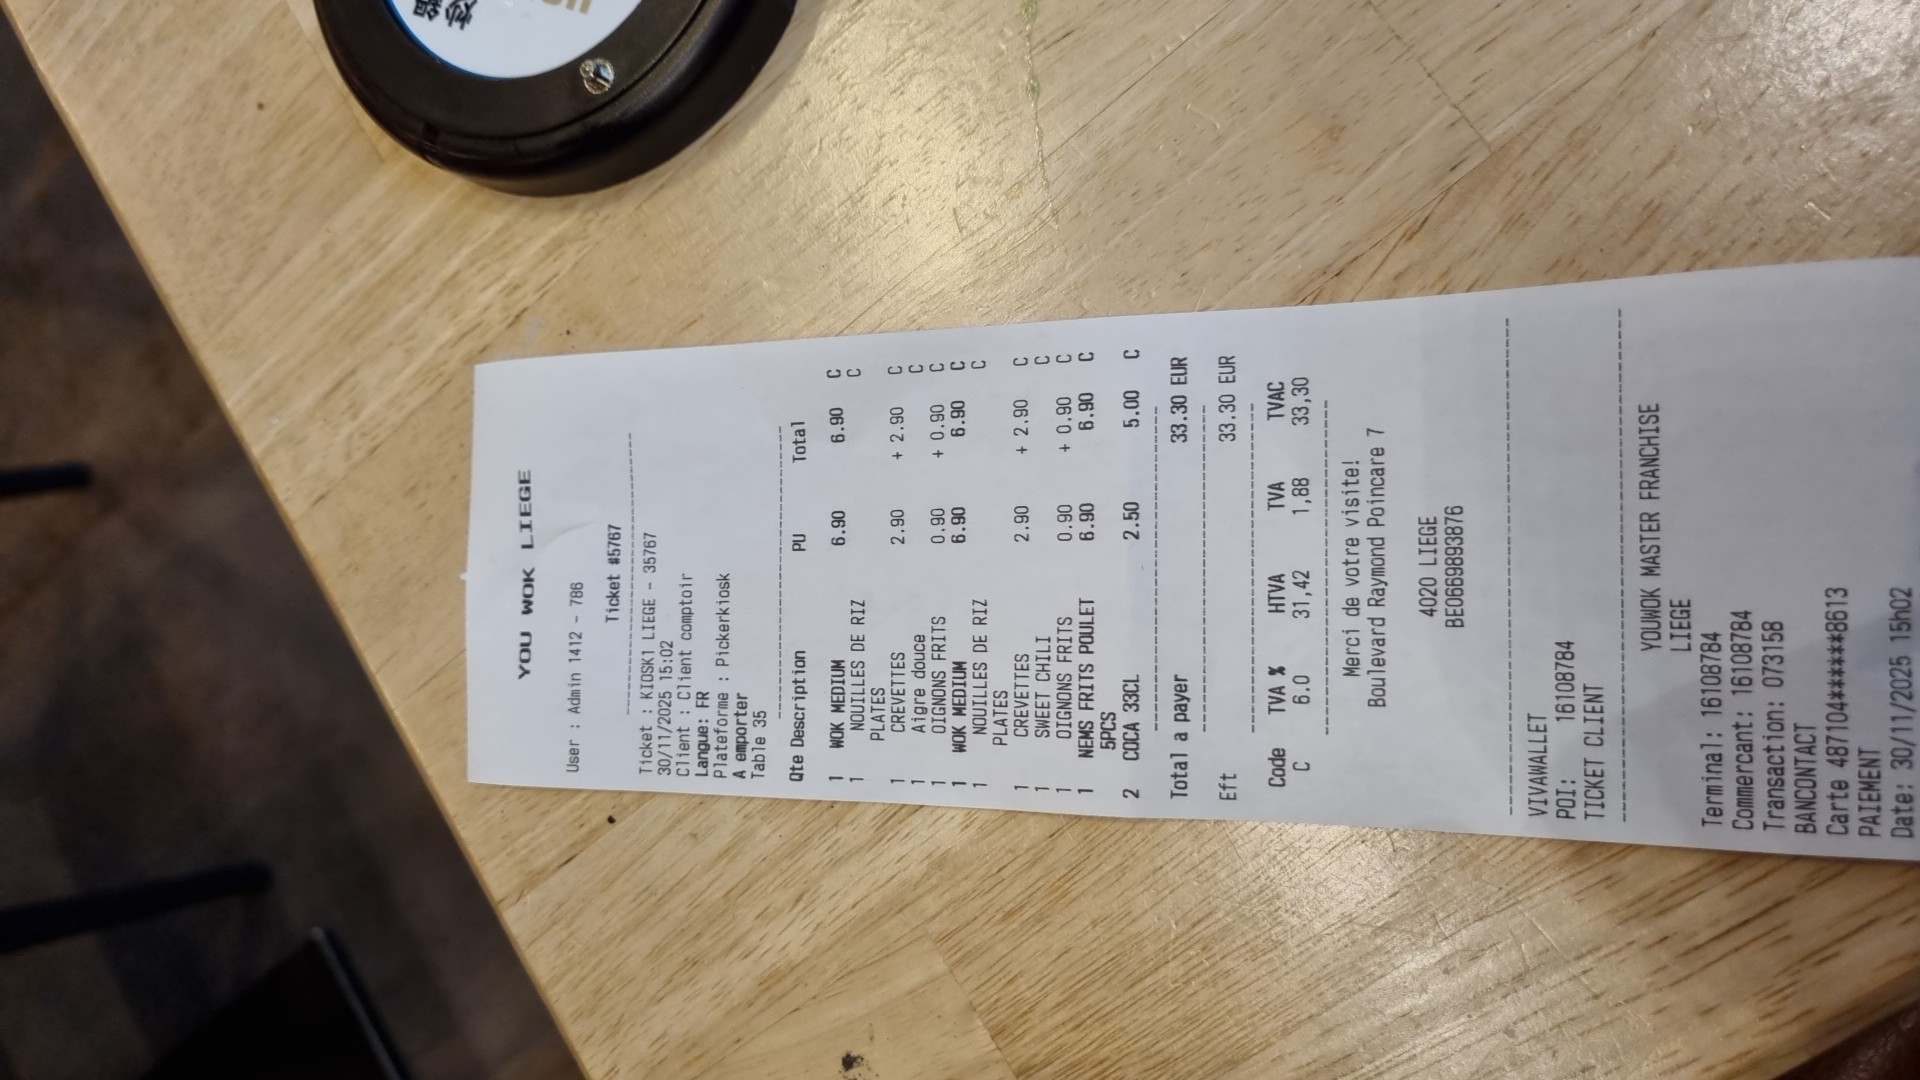 炒鍋
YOU WOK LIEGE
User : Admin 1412 - 786
Ticket #5767
Ticket : KIOSK1 LIEGE - 35767
30/11/2025 15:02
Client : Client comptoir
Langue: FR
Plateforme : Pickerkiosk
A emporter
Table 35
Qte Description PU Total
1 WOK MEDIUM 6.90 6.90 C
1 NOUILLES DE RIZ C
PLATES
1 CREVETTES 2.90 + 2.90 C
1 Aigre douce C
1 OIGNONS FRITS 0.90 + 0.90 C
1 WOK MEDIUM 6.90 6.90 C
1 NOUILLES DE RIZ C
PLATES
1 CREVETTES 2.90 + 2.90 C
1 SWEET CHILI C
1 OIGNONS FRITS 0.90 + 0.90 C
1 NEMS FRITS POULET 6.90 6.90 C
5PCS
2 COCA 33CL 2.50 5.00 C
Total a payer 33.30 EUR
Eft 33.30 EUR
Code TVA % HTVA TVA TVAC
C 6.0 31,42 1,88 33,30
Merci de votre visite!
Boulevard Raymond Poincare 7
4020 LIEGE
BE0669893876
VIVAWALLET
POI: 16108784
TICKET CLIENT
YOUWOK MASTER FRANCHISE
LIEGE
Terminal: 16108784
Commercant: 16108784
Transaction: 073158
BANCONTACT
Carte 487104*******8613
PAIEMENT
Date: 30/11/2025 15h02